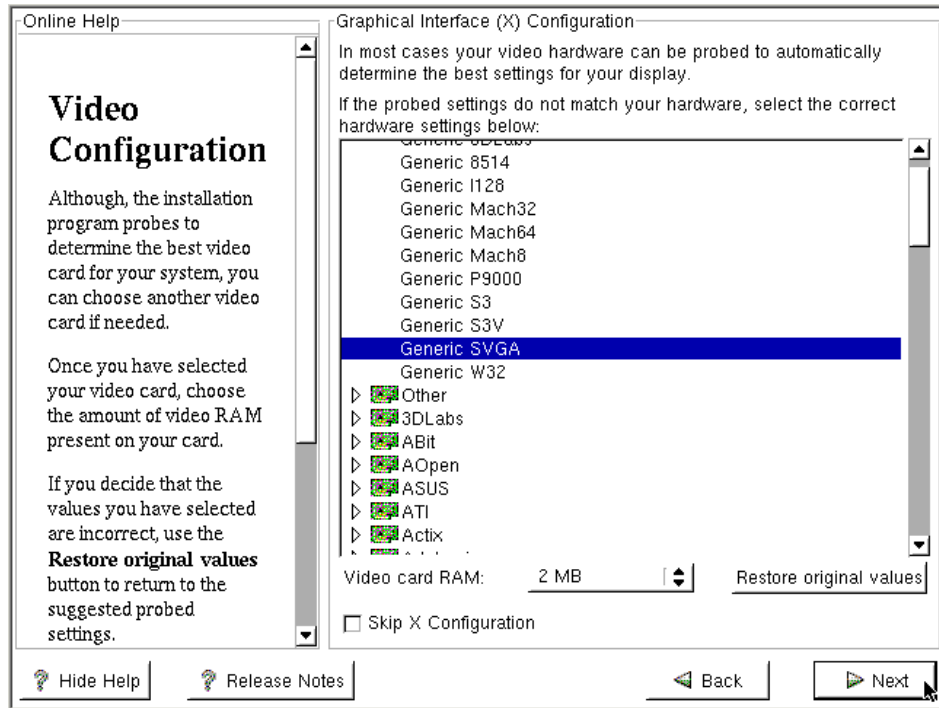 Online Help
Video
Configuration
Although, the installation
program probes to
determine the best video
card for your system, you
can choose another video
card if needed.
Once you have selected
your video card, choose
the amount of video RAM
present on your card.
If you decide that the
values you have selected
are incorrect, use the
Restore original values
button to return to the
suggested probed
settings.
Graphical Interface (X) Configuration
In most cases your video hardware can be probed to automatically
determine the best settings for your display.
If the probed settings do not match your hardware, select the correct
hardware settings below:
Generic 3DLabs
Generic 8514
Generic I128
Generic Mach32
Generic Mach64
Generic Mach8
Generic P9000
Generic S3
Generic S3V
Generic SVGA
Generic W32
Other
3DLabs
ABit
AOpen
ASUS
ATI
Actix
Video card RAM: 2 MB Restore original values
Skip X Configuration
Hide Help Release Notes Back Next